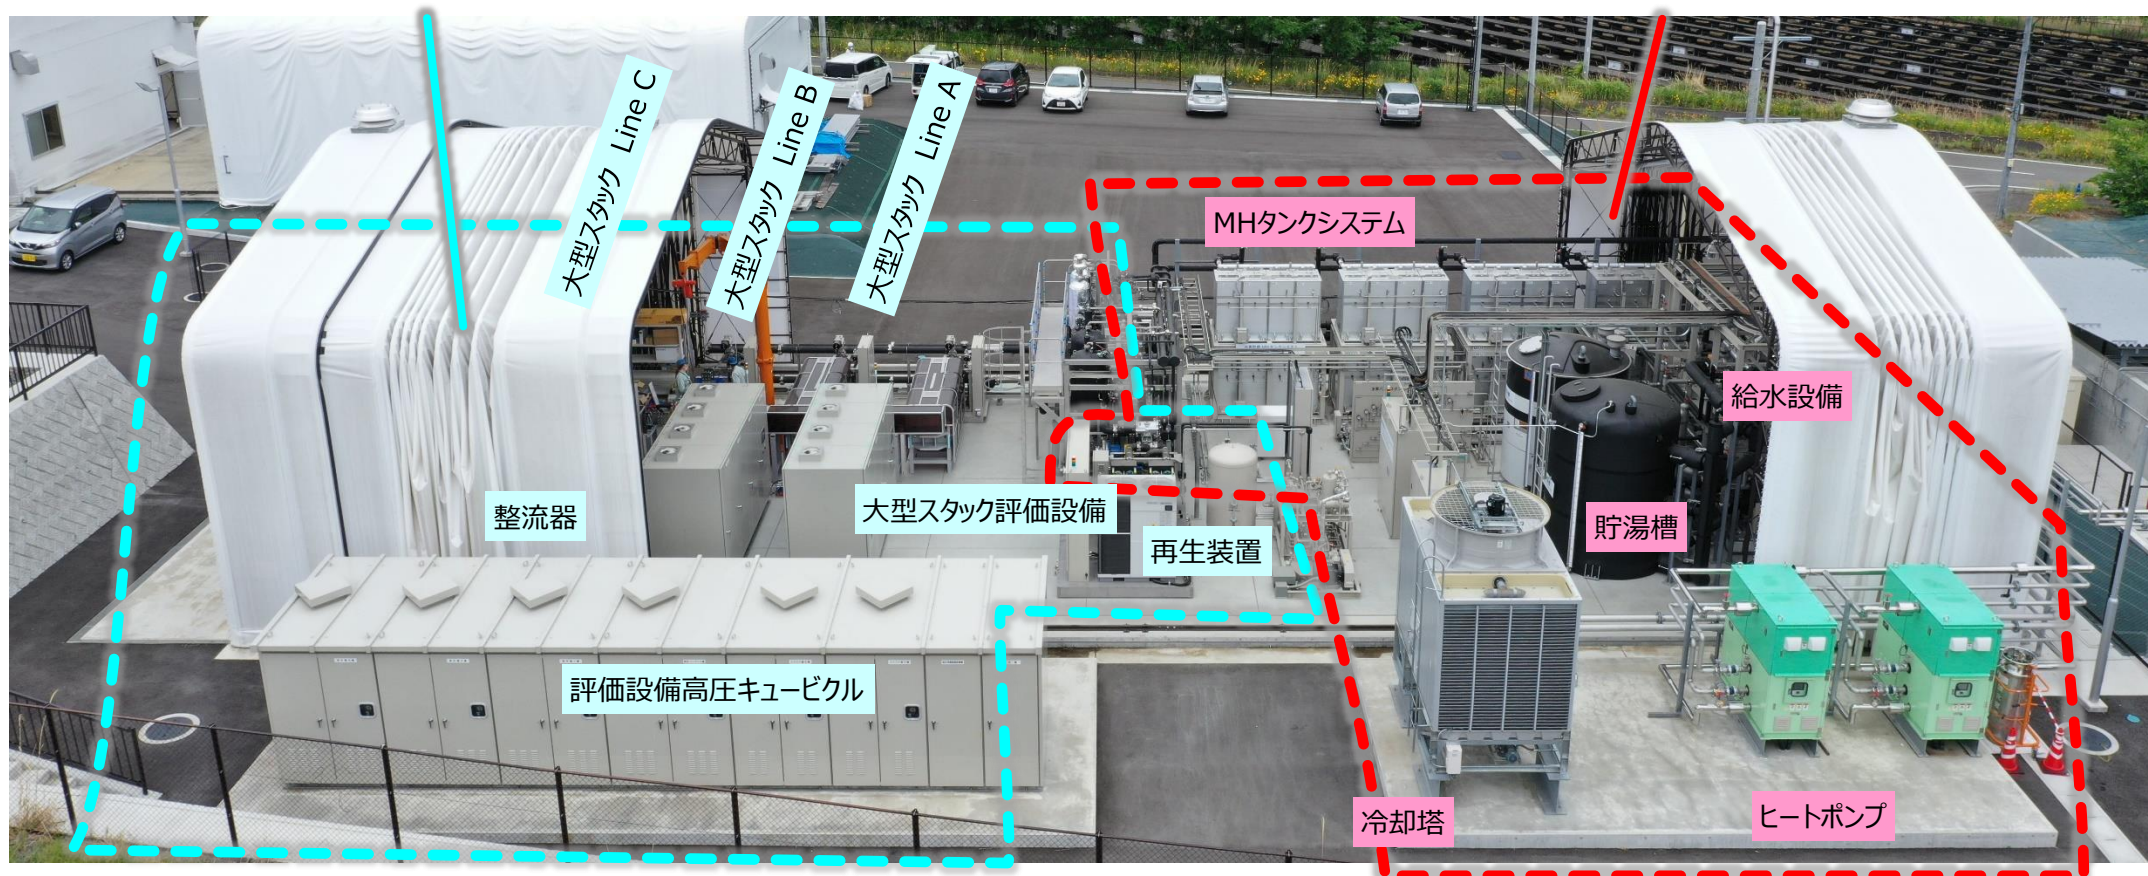 大型スタック Line C
大型スタック Line B
大型スタック Line A
MHタンクシステム
給水設備
整流器
大型スタック評価設備
貯湯槽
再生装置
評価設備高圧キュービクル
冷却塔
ヒートポンプ